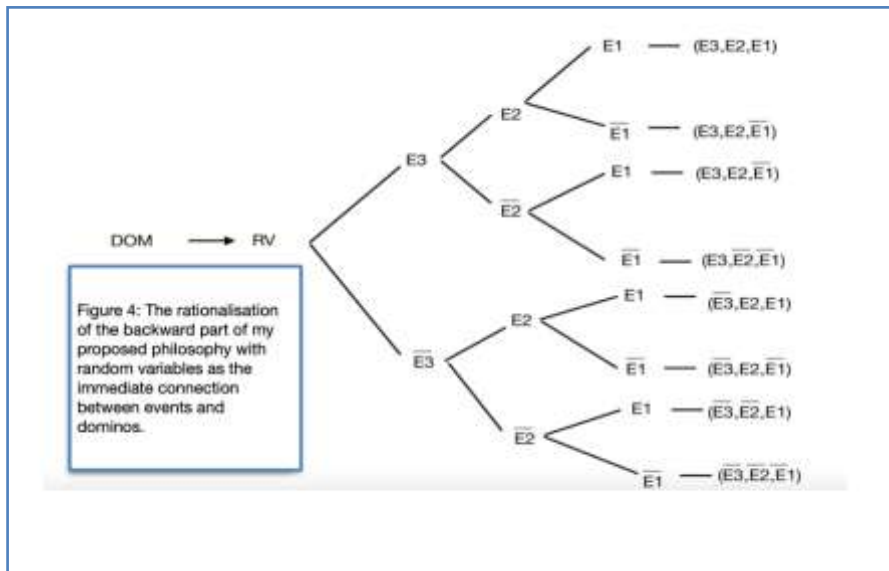 E1 (E3,E2,E1)
E2
E̅1̅ (E3,E2,E̅1̅)
E3
E1 (E3,E2,E̅1̅)
E̅2̅
DOM RV
E̅1̅ (E3,E̅2̅,E̅1̅)
Figure 4: The rationalisation
of the backward part of my
proposed philosophy with
random variables as the
immediate connection
between events and
dominos.
E1 (E̅3̅,E2,E1)
E2
E̅3̅
E̅1̅ (E̅3̅,E2,E̅1̅)
E1 (E̅3̅,E̅2̅,E1)
E̅2̅
E̅1̅ (E̅3̅,E̅2̅,E̅1̅)